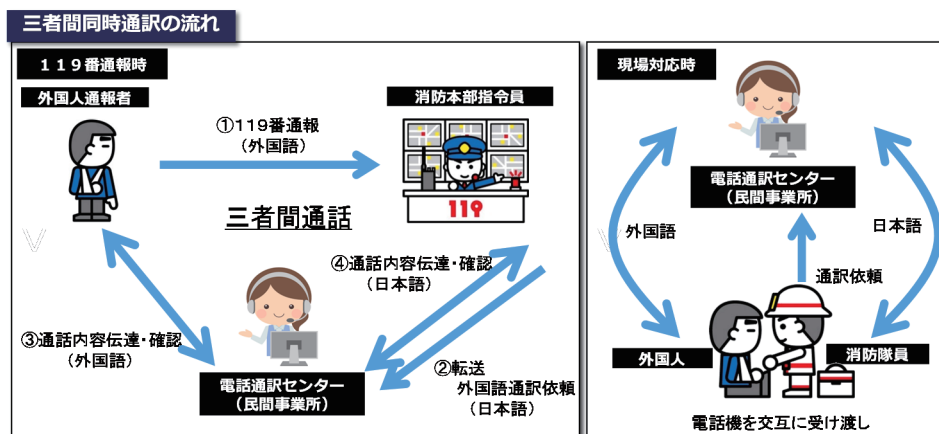 三者間同時通訳の流れ
119番通報時
外国人通報者
消防本部指令員
①119番通報
(外国語)
119
三者間通話
④通話内容伝達・確認
(日本語)
③通話内容伝達・確認
(外国語)
②転送
外国語通訳依頼
(日本語)
電話通訳センター
(民間事業所)
現場対応時
電話通訳センター
(民間事業所)
外国語
日本語
通訳依頼
外国人
消防隊員
電話機を交互に受け渡し